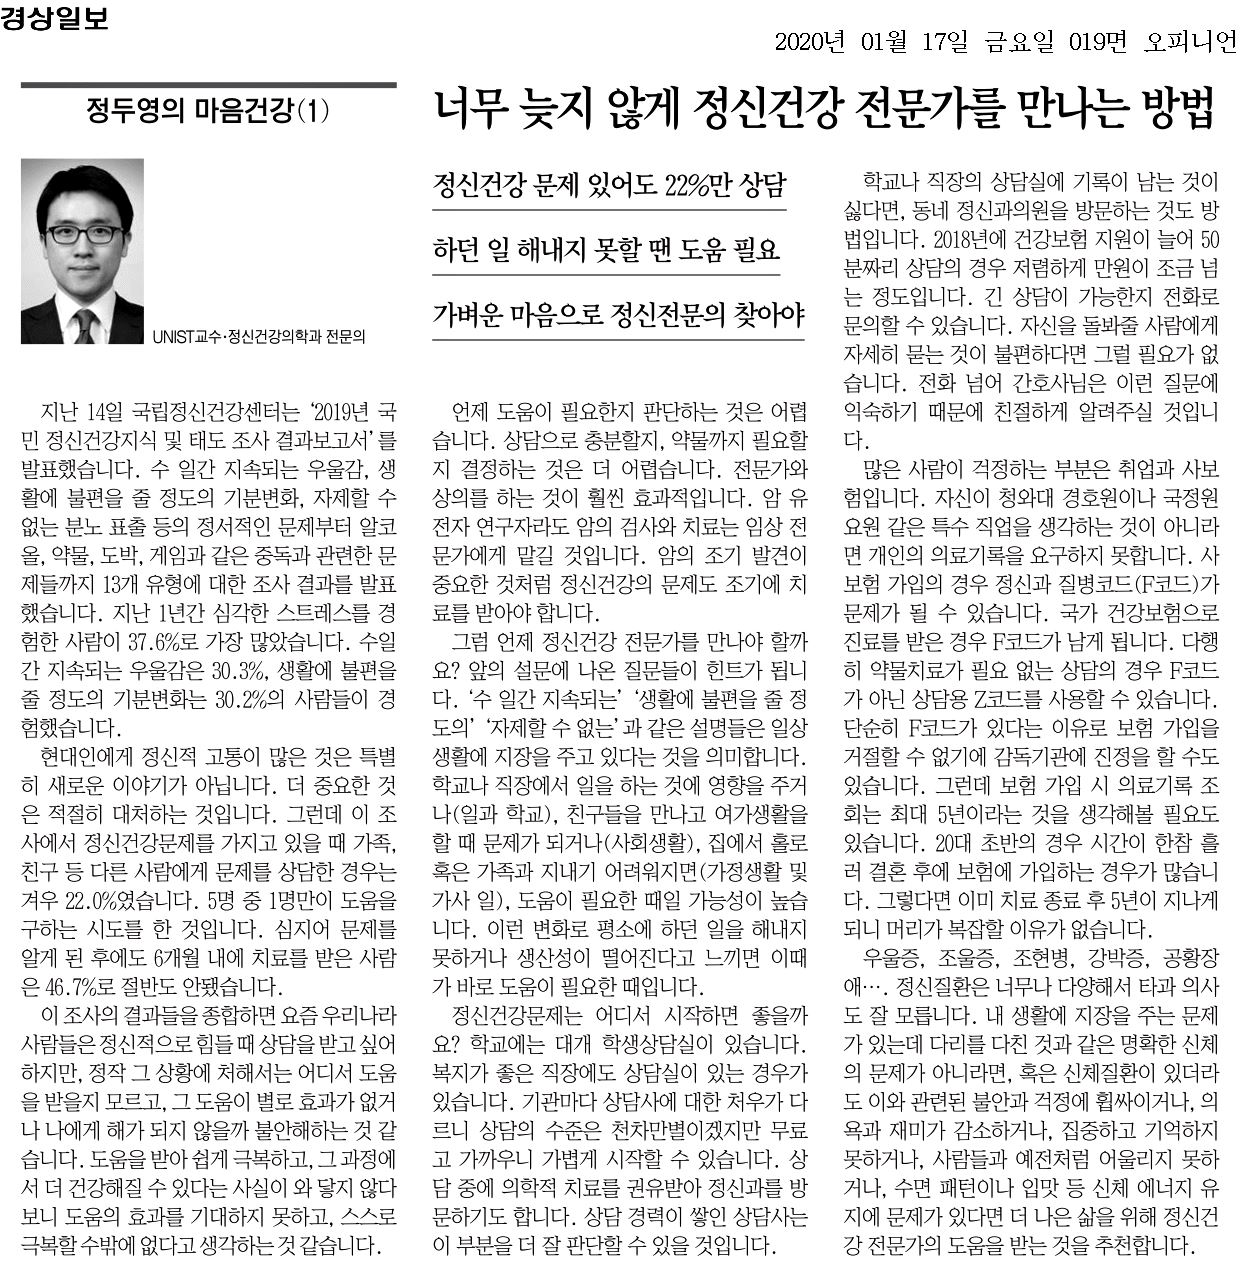 경상일보
2020년 01월 17일 금요일 019면 오피니언
정두영의 마음건강(1)
너무 늦지 않게 정신건강 전문가를 만나는 방법
UNIST교수·정신건강의학과 전문의
정신건강 문제 있어도 22%만 상담
하던 일 해내지 못할 땐 도움 필요
가벼운 마음으로 정신전문의 찾아야
지난 14일 국립정신건강센터는 ‘2019년 국
민 정신건강지식 및 태도 조사 결과보고서’를
발표했습니다. 수 일간 지속되는 우울감, 생
활에 불편을 줄 정도의 기분변화, 자제할 수
없는 분노 표출 등의 정서적인 문제부터 알코
올, 약물, 도박, 게임과 같은 중독과 관련한 문
제들까지 13개 유형에 대한 조사 결과를 발표
했습니다. 지난 1년간 심각한 스트레스를 경
험한 사람이 37.6%로 가장 많았습니다. 수일
간 지속되는 우울감은 30.3%, 생활에 불편을
줄 정도의 기분변화는 30.2%의 사람들이 경
험했습니다.
현대인에게 정신적 고통이 많은 것은 특별
히 새로운 이야기가 아닙니다. 더 중요한 것
은 적절히 대처하는 것입니다. 그런데 이 조
사에서 정신건강문제를 가지고 있을 때 가족,
친구 등 다른 사람에게 문제를 상담한 경우는
겨우 22.0%였습니다. 5명 중 1명만이 도움을
구하는 시도를 한 것입니다. 심지어 문제를
알게 된 후에도 6개월 내에 치료를 받은 사람
은 46.7%로 절반도 안됐습니다.
이 조사의 결과들을 종합하면 요즘 우리나라
사람들은 정신적으로 힘들 때 상담을 받고 싶어
하지만, 정작 그 상황에 처해서는 어디서 도움
을 받을지 모르고, 그 도움이 별로 효과가 없거
나 나에게 해가 되지 않을까 불안해하는 것 같
습니다. 도움을 받아 쉽게 극복하고, 그 과정에
서 더 건강해질 수 있다는 사실이 와 닿지 않다
보니 도움의 효과를 기대하지 못하고, 스스로
극복할 수밖에 없다고 생각하는 것 같습니다.
언제 도움이 필요한지 판단하는 것은 어렵
습니다. 상담으로 충분할지, 약물까지 필요할
지 결정하는 것은 더 어렵습니다. 전문가와
상의를 하는 것이 훨씬 효과적입니다. 암 유
전자 연구자라도 암의 검사와 치료는 임상 전
문가에게 맡길 것입니다. 암의 조기 발견이
중요한 것처럼 정신건강의 문제도 조기에 치
료를 받아야 합니다.
그럼 언제 정신건강 전문가를 만나야 할까
요? 앞의 설문에 나온 질문들이 힌트가 됩니
다. ‘수 일간 지속되는’ ‘생활에 불편을 줄 정
도의’ ‘자제할 수 없는’과 같은 설명들은 일상
생활에 지장을 주고 있다는 것을 의미합니다.
학교나 직장에서 일을 하는 것에 영향을 주거
나(일과 학교), 친구들을 만나고 여가생활을
할 때 문제가 되거나(사회생활), 집에서 홀로
혹은 가족과 지내기 어려워지면(가정생활 및
가사 일), 도움이 필요한 때일 가능성이 높습
니다. 이런 변화로 평소에 하던 일을 해내지
못하거나 생산성이 떨어진다고 느끼면 이때
가 바로 도움이 필요한 때입니다.
정신건강문제는 어디서 시작하면 좋을까
요? 학교에는 대개 학생상담실이 있습니다.
복지가 좋은 직장에도 상담실이 있는 경우가
있습니다. 기관마다 상담사에 대한 처우가 다
르니 상담의 수준은 천차만별이겠지만 무료
고 가까우니 가볍게 시작할 수 있습니다. 상
담 중에 의학적 치료를 권유받아 정신과를 방
문하기도 합니다. 상담 경력이 쌓인 상담사는
이 부분을 더 잘 판단할 수 있을 것입니다.
학교나 직장의 상담실에 기록이 남는 것이
싫다면, 동네 정신과의원을 방문하는 것도 방
법입니다. 2018년에 건강보험 지원이 늘어 50
분짜리 상담의 경우 저렴하게 만원이 조금 넘
는 정도입니다. 긴 상담이 가능한지 전화로
문의할 수 있습니다. 자신을 돌봐줄 사람에게
자세히 묻는 것이 불편하다면 그럴 필요가 없
습니다. 전화 넘어 간호사님은 이런 질문에
익숙하기 때문에 친절하게 알려주실 것입니
다.
많은 사람이 걱정하는 부분은 취업과 사보
험입니다. 자신이 청와대 경호원이나 국정원
요원 같은 특수 직업을 생각하는 것이 아니라
면 개인의 의료기록을 요구하지 못합니다. 사
보험 가입의 경우 정신과 질병코드(F코드)가
문제가 될 수 있습니다. 국가 건강보험으로
진료를 받은 경우 F코드가 남게 됩니다. 다행
히 약물치료가 필요 없는 상담의 경우 F코드
가 아닌 상담용 Z코드를 사용할 수 있습니다.
단순히 F코드가 있다는 이유로 보험 가입을
거절할 수 없기에 감독기관에 진정을 할 수도
있습니다. 그런데 보험 가입 시 의료기록 조
회는 최대 5년이라는 것을 생각해볼 필요도
있습니다. 20대 초반의 경우 시간이 한참 흘
러 결혼 후에 보험에 가입하는 경우가 많습니
다. 그렇다면 이미 치료 종료 후 5년이 지나게
되니 머리가 복잡할 이유가 없습니다.
우울증, 조울증, 조현병, 강박증, 공황장
애…. 정신질환은 너무나 다양해서 타과 의사
도 잘 모릅니다. 내 생활에 지장을 주는 문제
가 있는데 다리를 다친 것과 같은 명확한 신체
의 문제가 아니라면, 혹은 신체질환이 있더라
도 이와 관련된 불안과 걱정에 휩싸이거나, 의
욕과 재미가 감소하거나, 집중하고 기억하지
못하거나, 사람들과 예전처럼 어울리지 못하
거나, 수면 패턴이나 입맛 등 신체 에너지 유
지에 문제가 있다면 더 나은 삶을 위해 정신건
강 전문가의 도움을 받는 것을 추천합니다.